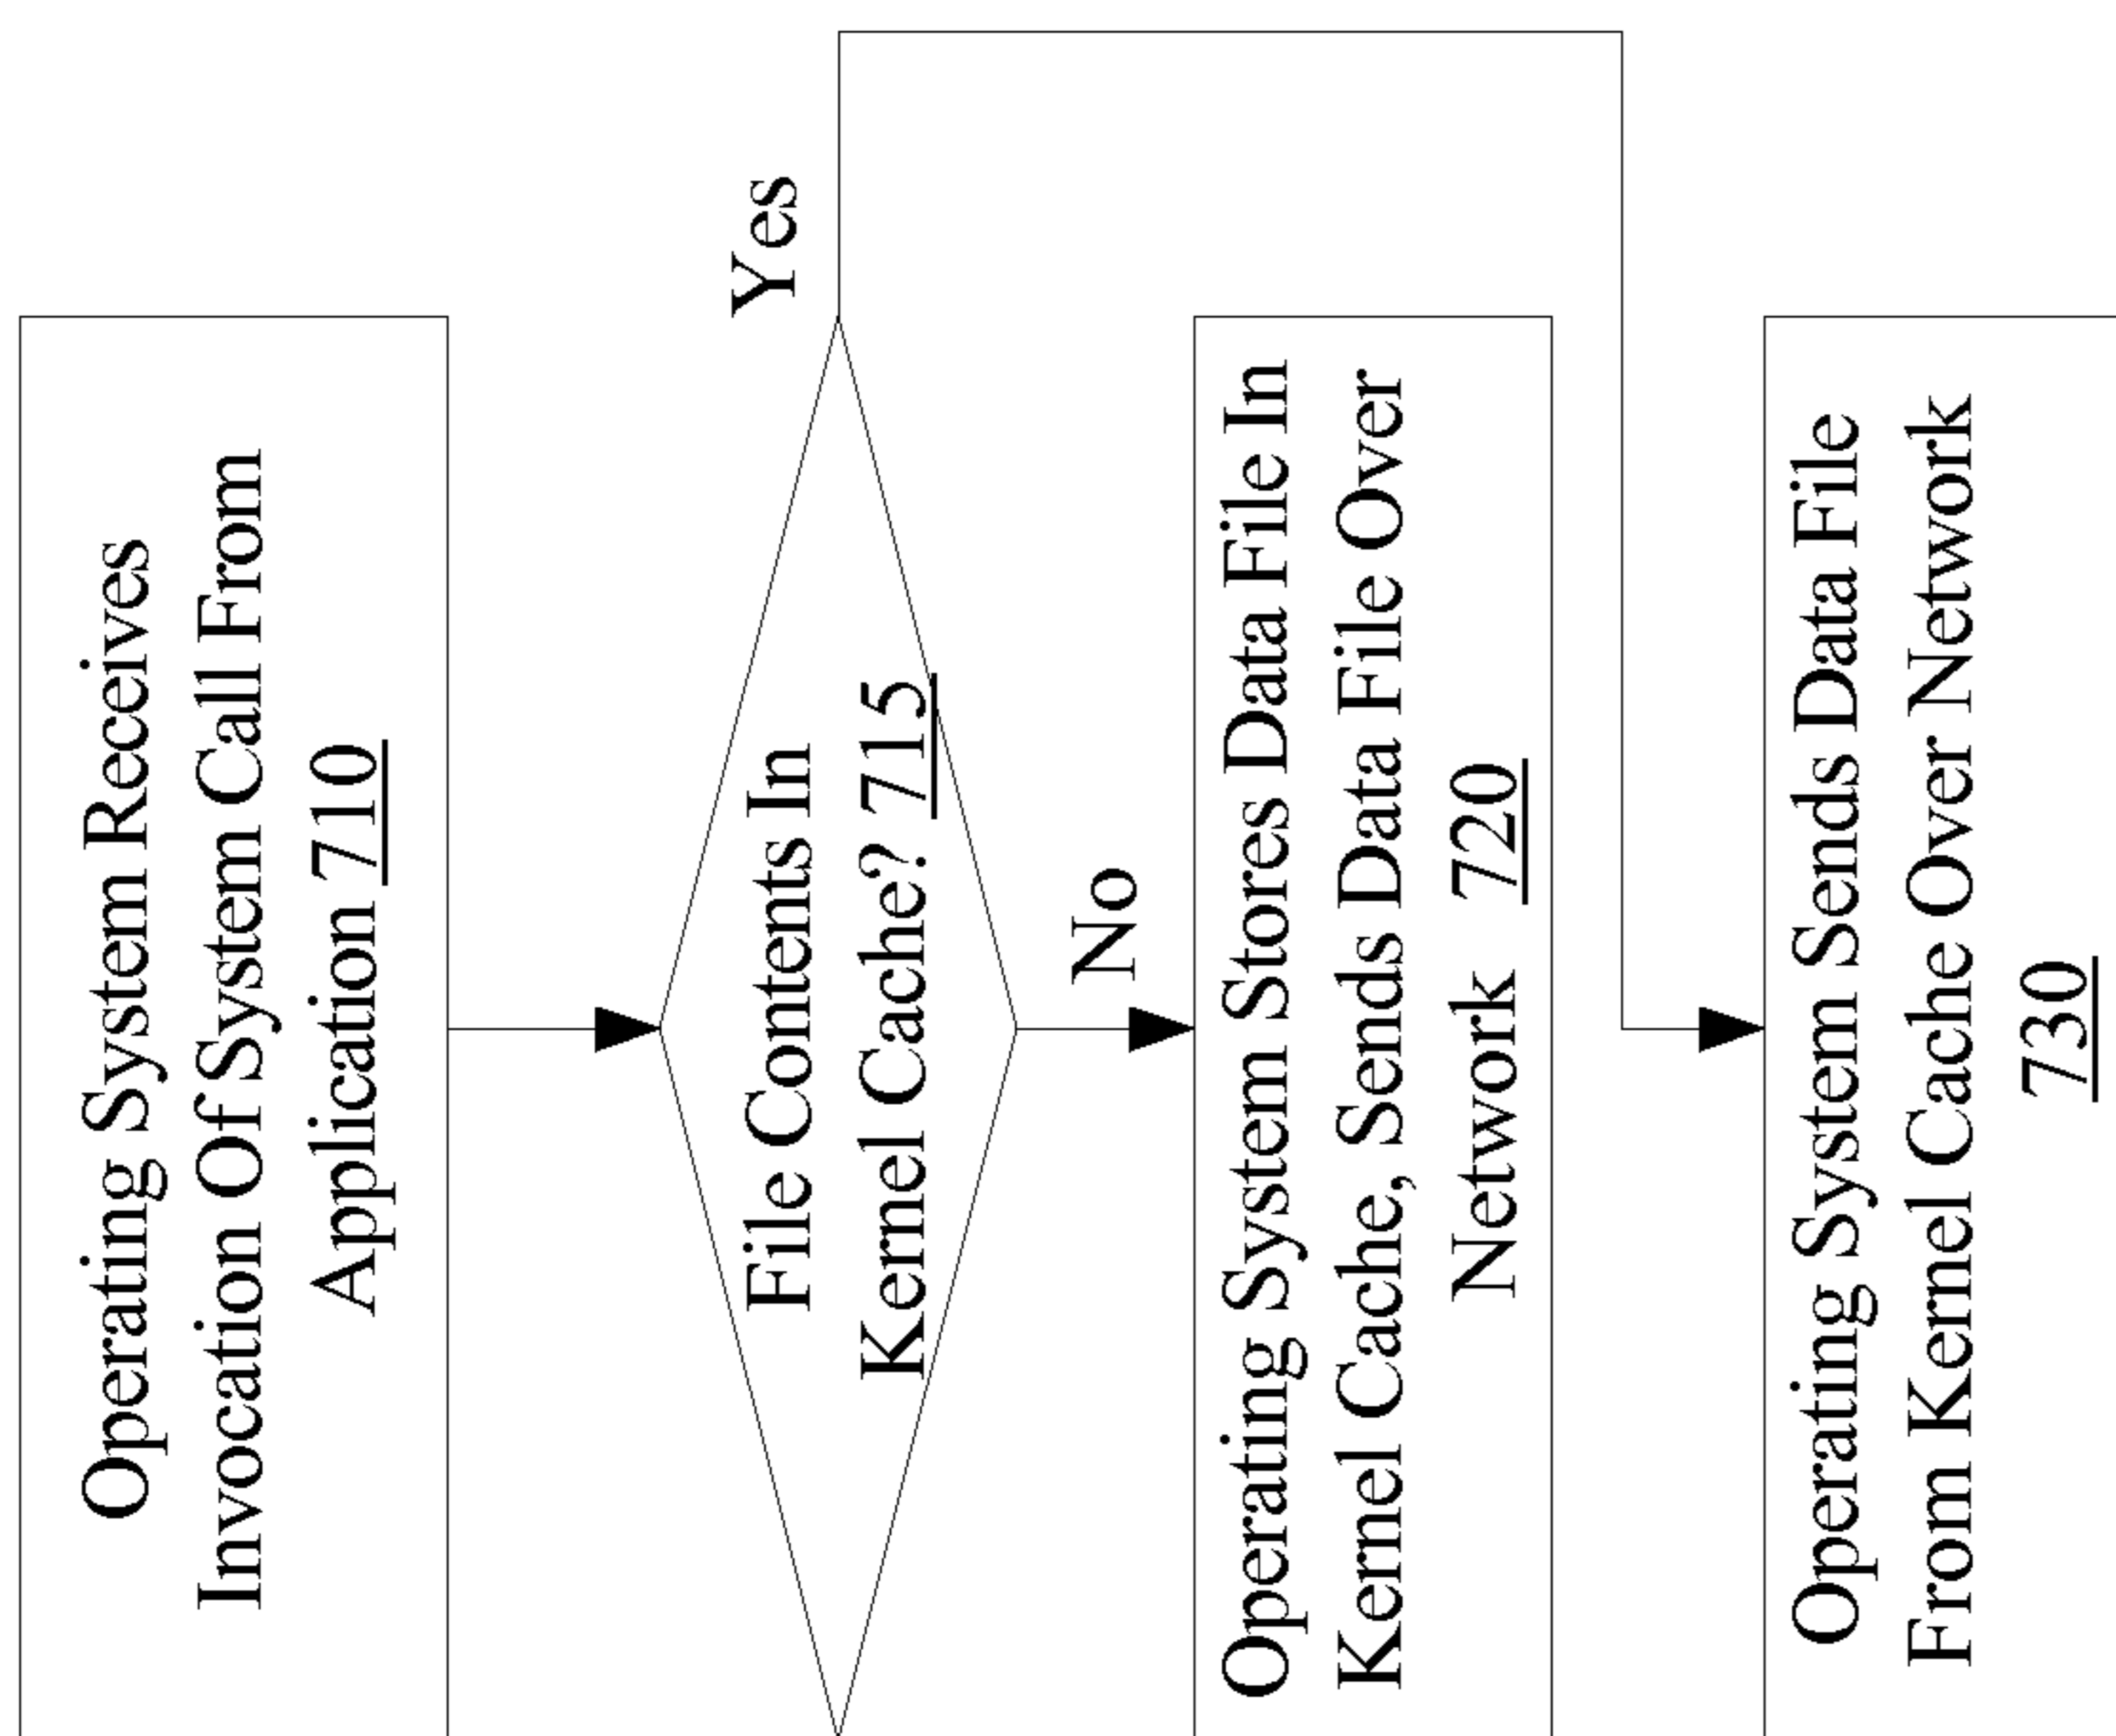 Operating System Receives
Invocation Of System Call From
Application 710
File Contents In
Kernel Cache? 715
Yes
No
Operating System Stores Data File In
Kernel Cache, Sends Data File Over
Network 720
Operating System Sends Data File
From Kernel Cache Over Network
730